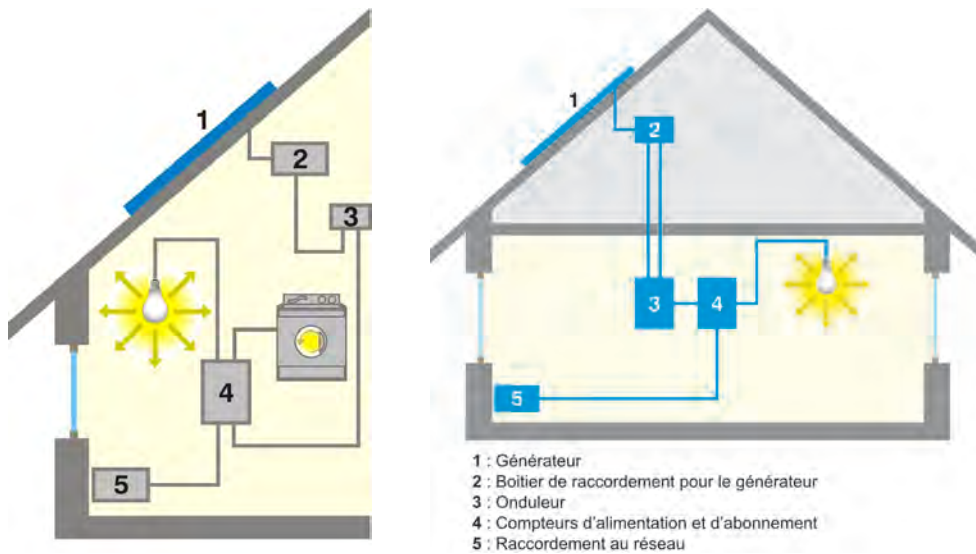 1
2
3
4
5
1
2
3
4
5
1 : Générateur
2 : Boîtier de raccordement pour le générateur
3 : Onduleur
4 : Compteurs d'alimentation et d'abonnement
5 : Raccordement au réseau